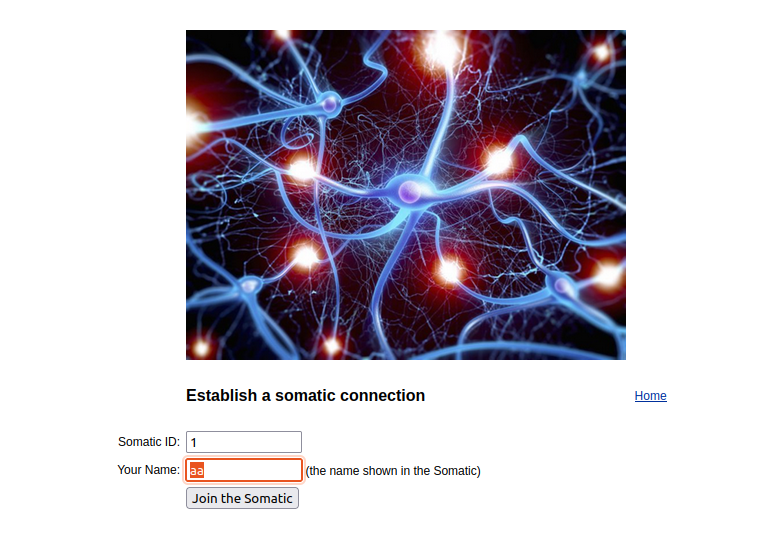 Establish a somatic connection Home
Somatic ID: 1
Your Name: aa (the name shown in the Somatic)
Join the Somatic